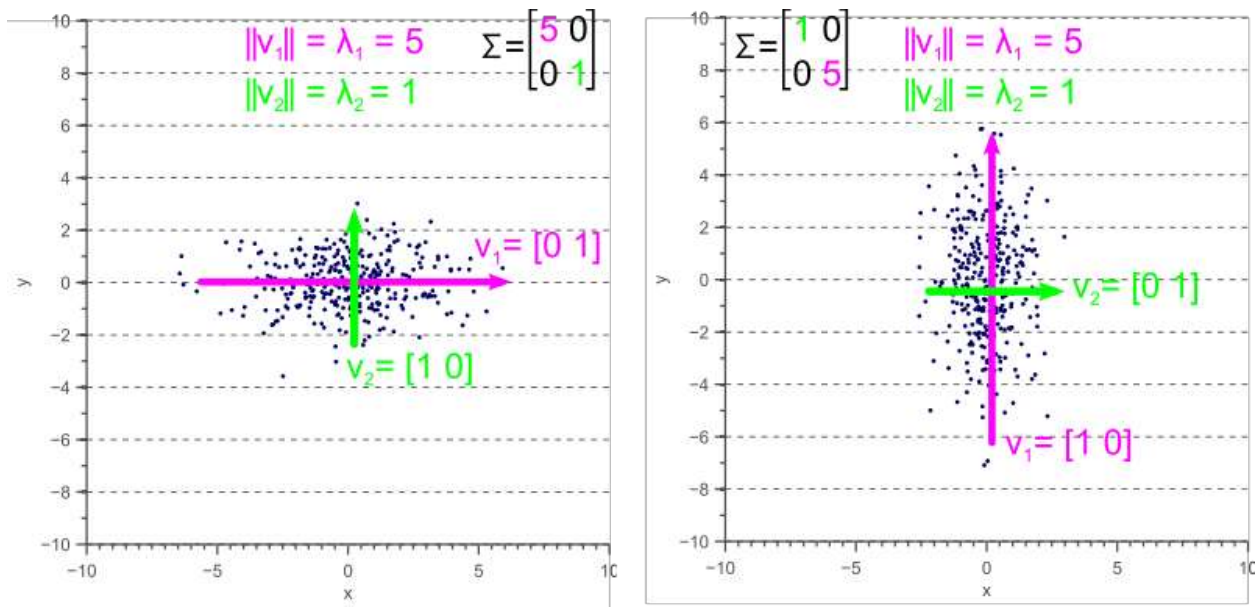 ‖v₁‖ = λ₁ = 5
‖v₂‖ = λ₂ = 1
Σ=[5 0
0 1]
10
8
6
4
2
0
−2
−4
−6
−8
−10
y
v₁= [0 1]
v₂= [1 0]
−10 −5 0 5 10
x
Σ=[1 0
0 5]
‖v₁‖ = λ₁ = 5
‖v₂‖ = λ₂ = 1
10
8
6
4
2
0
−2
−4
−6
−8
−10
y
v₂= [0 1]
v₁= [1 0]
−10 −5 0 5 10
x